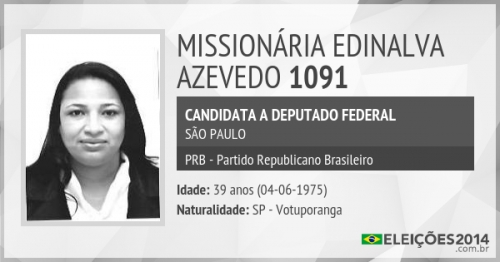 MISSIONÁRIA EDINALVA
AZEVEDO 1091
CANDIDATA A DEPUTADO FEDERAL
SÃO PAULO
PRB - Partido Republicano Brasileiro
Idade: 39 anos (04-06-1975)
Naturalidade: SP - Votuporanga
ELEIÇÕES2014
.com.br